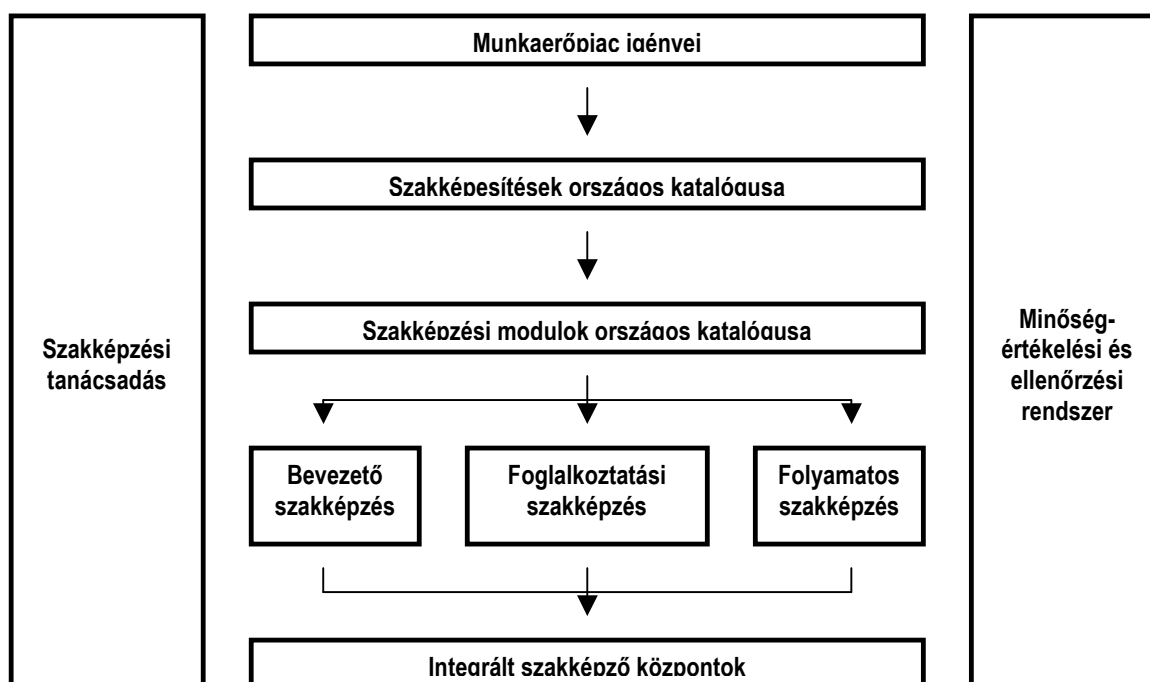 Munkaerőpiac igényei
Szakképesítések országos katalógusa
Szakképzési modulok országos katalógusa
Szakképzési
tanácsadás
Minőség-
értékelési és
ellenőrzési
rendszer
Bevezető
szakképzés
Foglalkoztatási
szakképzés
Folyamatos
szakképzés
Integrált szakképző központok